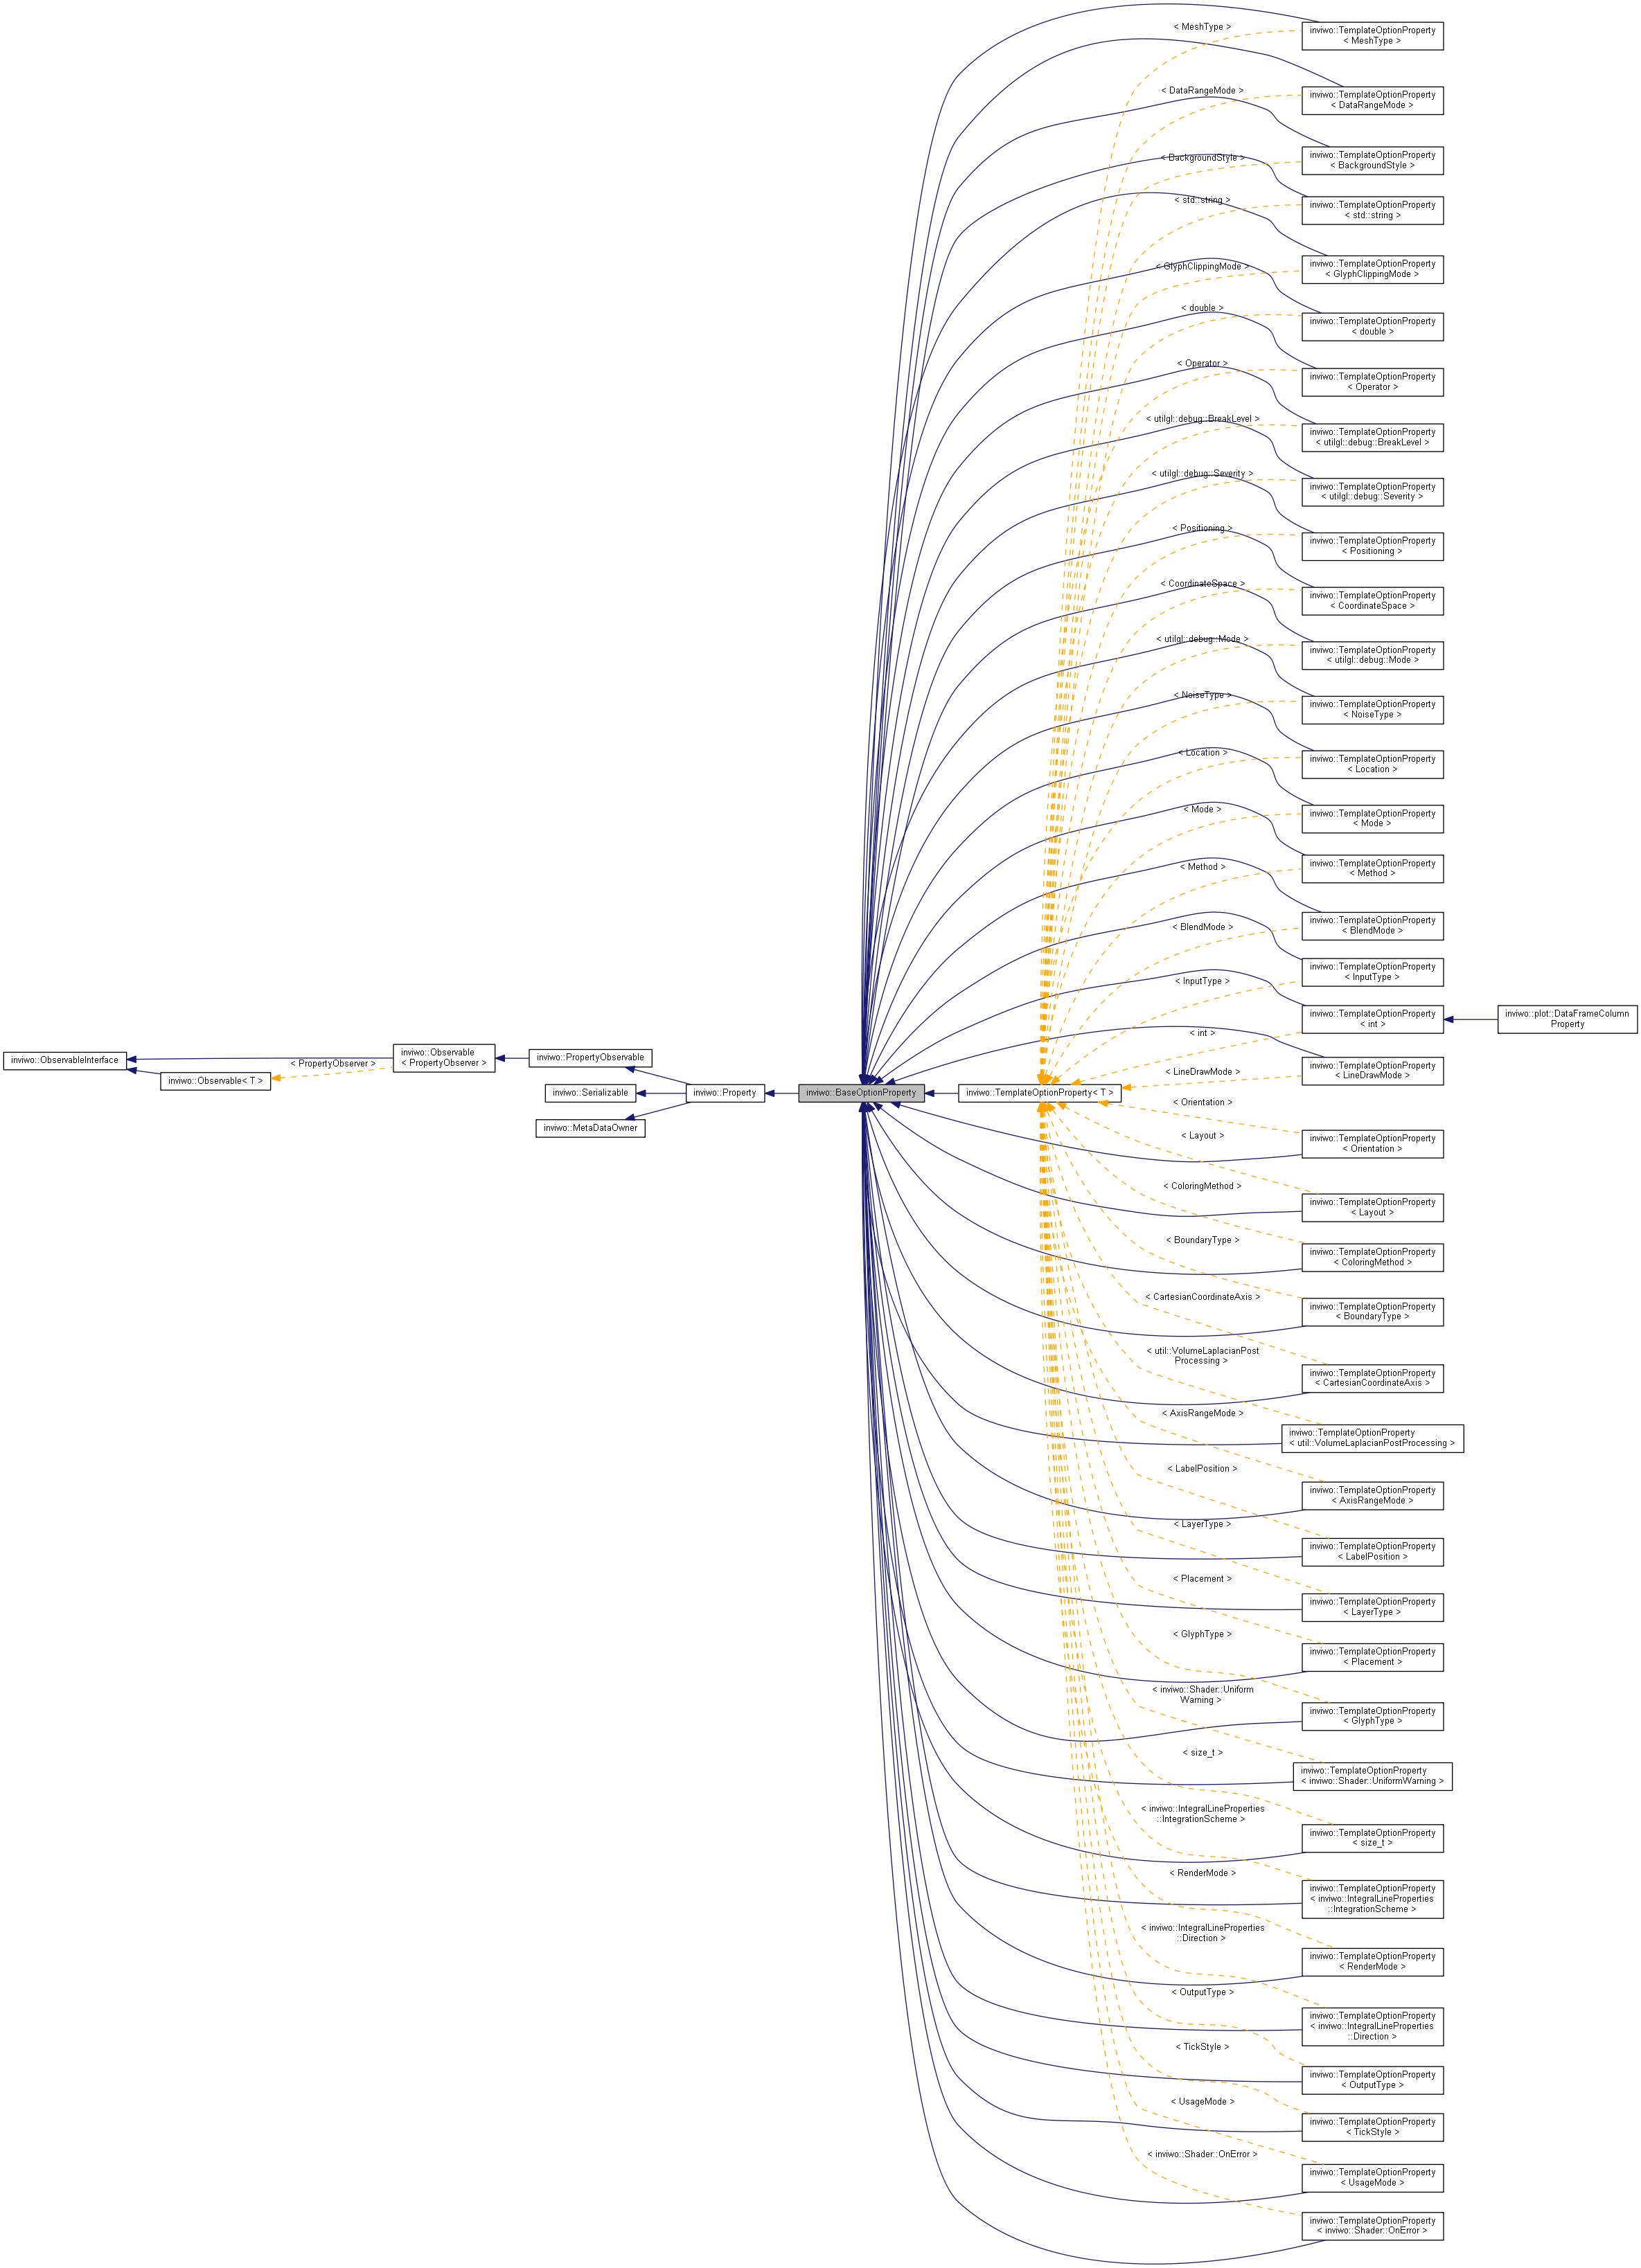 inviwo::ObservableInterface
inviwo::Observable< T >
< PropertyObserver >
inviwo::Observable
< PropertyObserver >
inviwo::PropertyObservable
inviwo::Serializable
inviwo::MetaDataOwner
inviwo::Property
inviwo::BaseOptionProperty
inviwo::TemplateOptionProperty< T >
< MeshType >
< DataRangeMode >
< BackgroundStyle >
< std::string >
< GlyphClippingMode >
< double >
< Operator >
< utilgl::debug::BreakLevel >
< utilgl::debug::Severity >
< Positioning >
< CoordinateSpace >
< utilgl::debug::Mode >
< NoiseType >
< Location >
< Mode >
< Method >
< BlendMode >
< InputType >
< int >
< LineDrawMode >
< Orientation >
< Layout >
< ColoringMethod >
< BoundaryType >
< CartesianCoordinateAxis >
< util::VolumeLaplacianPost
Processing >
< AxisRangeMode >
< LabelPosition >
< LayerType >
< Placement >
< GlyphType >
< inviwo::Shader::Uniform
Warning >
< size_t >
< inviwo::IntegralLineProperties
::IntegrationScheme >
< RenderMode >
< inviwo::IntegralLineProperties
::Direction >
< OutputType >
< TickStyle >
< UsageMode >
< inviwo::Shader::OnError >
inviwo::TemplateOptionProperty
< MeshType >
inviwo::TemplateOptionProperty
< DataRangeMode >
inviwo::TemplateOptionProperty
< BackgroundStyle >
inviwo::TemplateOptionProperty
< std::string >
inviwo::TemplateOptionProperty
< GlyphClippingMode >
inviwo::TemplateOptionProperty
< double >
inviwo::TemplateOptionProperty
< Operator >
inviwo::TemplateOptionProperty
< utilgl::debug::BreakLevel >
inviwo::TemplateOptionProperty
< utilgl::debug::Severity >
inviwo::TemplateOptionProperty
< Positioning >
inviwo::TemplateOptionProperty
< CoordinateSpace >
inviwo::TemplateOptionProperty
< utilgl::debug::Mode >
inviwo::TemplateOptionProperty
< NoiseType >
inviwo::TemplateOptionProperty
< Location >
inviwo::TemplateOptionProperty
< Mode >
inviwo::TemplateOptionProperty
< Method >
inviwo::TemplateOptionProperty
< BlendMode >
inviwo::TemplateOptionProperty
< InputType >
inviwo::TemplateOptionProperty
< int >
inviwo::plot::DataFrameColumn
Property
inviwo::TemplateOptionProperty
< LineDrawMode >
inviwo::TemplateOptionProperty
< Orientation >
inviwo::TemplateOptionProperty
< Layout >
inviwo::TemplateOptionProperty
< ColoringMethod >
inviwo::TemplateOptionProperty
< BoundaryType >
inviwo::TemplateOptionProperty
< CartesianCoordinateAxis >
inviwo::TemplateOptionProperty
< util::VolumeLaplacianPostProcessing >
inviwo::TemplateOptionProperty
< AxisRangeMode >
inviwo::TemplateOptionProperty
< LabelPosition >
inviwo::TemplateOptionProperty
< LayerType >
inviwo::TemplateOptionProperty
< Placement >
inviwo::TemplateOptionProperty
< GlyphType >
inviwo::TemplateOptionProperty
< inviwo::Shader::UniformWarning >
inviwo::TemplateOptionProperty
< size_t >
inviwo::TemplateOptionProperty
< inviwo::IntegralLineProperties
::IntegrationScheme >
inviwo::TemplateOptionProperty
< RenderMode >
inviwo::TemplateOptionProperty
< inviwo::IntegralLineProperties
::Direction >
inviwo::TemplateOptionProperty
< OutputType >
inviwo::TemplateOptionProperty
< TickStyle >
inviwo::TemplateOptionProperty
< UsageMode >
inviwo::TemplateOptionProperty
< inviwo::Shader::OnError >